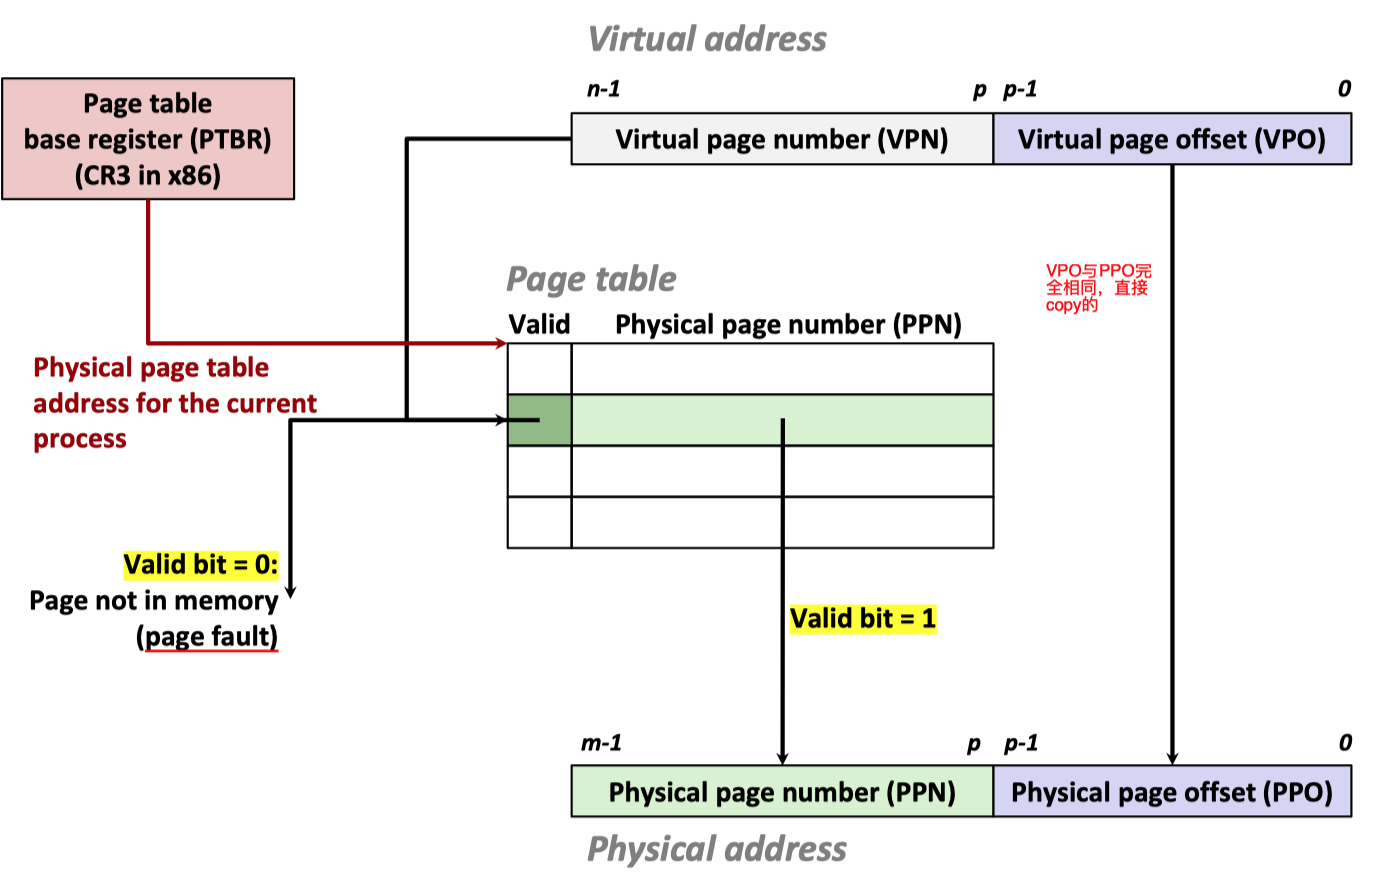 Virtual address
n-1
p
p-1
0
Page table
base register (PTBR)
(CR3 in x86)
Virtual page number (VPN)
Virtual page offset (VPO)
VPO与PPO完
全相同，直接
copy的
Page table
Valid
Physical page number (PPN)
Physical page table
address for the current
process
Valid bit = 0:
Page not in memory
(page fault)
Valid bit = 1
m-1
p
p-1
0
Physical page number (PPN)
Physical page offset (PPO)
Physical address